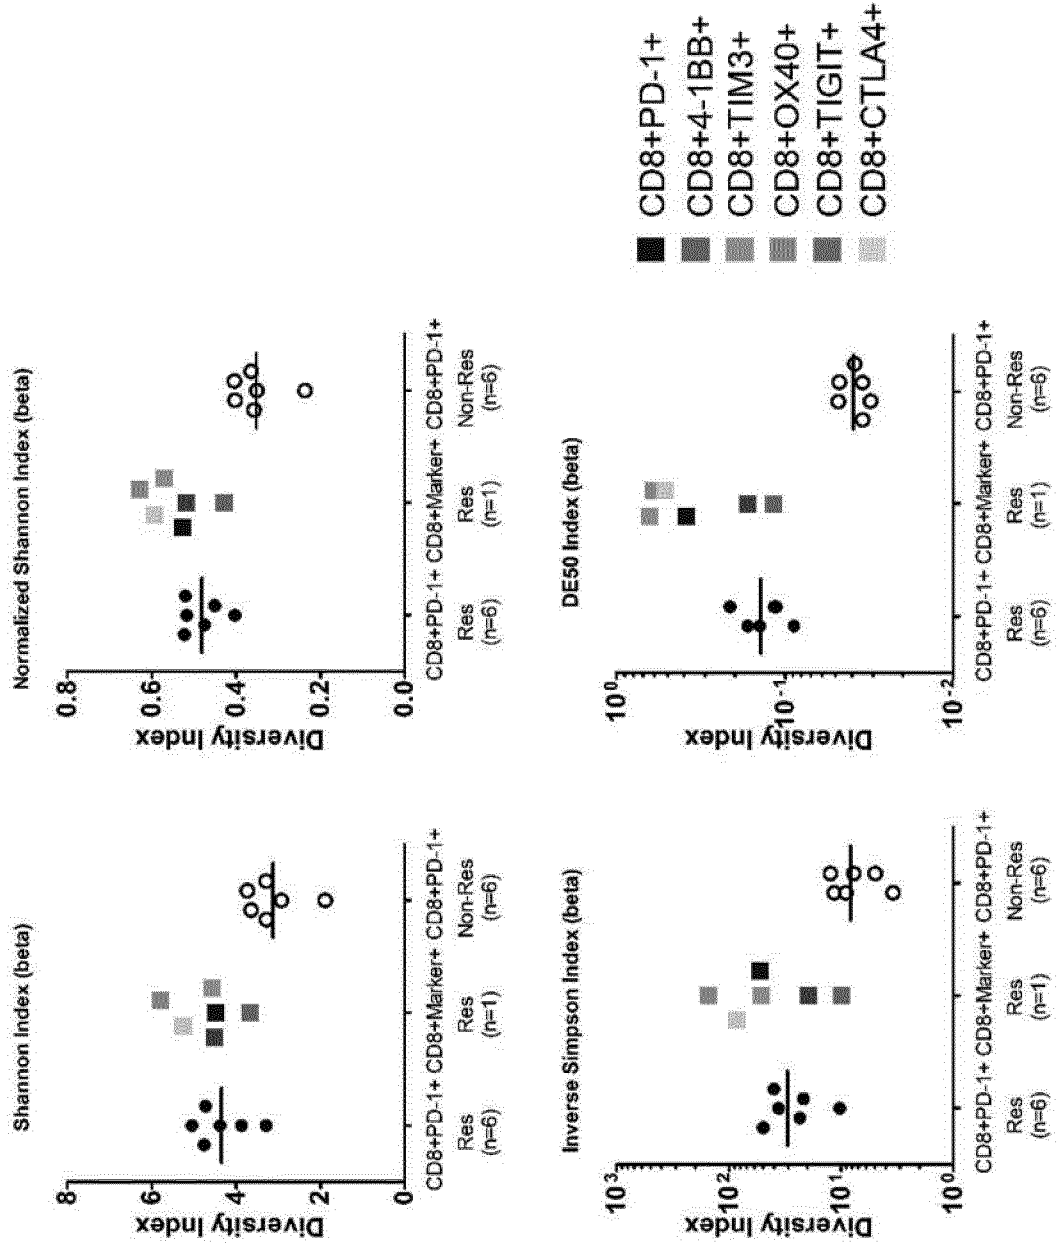 Shannon Index (beta)
Diversity Index
8
6
4
2
0
CD8+PD-1+ CD8+Marker+ CD8+PD-1+
Res Res Non-Res
(n=6) (n=1) (n=6)
Normalized Shannon Index (beta)
Diversity Index
0.8
0.6
0.4
0.2
0.0
CD8+PD-1+ CD8+Marker+ CD8+PD-1+
Res Res Non-Res
(n=6) (n=1) (n=6)
Inverse Simpson Index (beta)
Diversity Index
10³
10²
10¹
10⁰
CD8+PD-1+ CD8+Marker+ CD8+PD-1+
Res Res Non-Res
(n=6) (n=1) (n=6)
DE50 Index (beta)
Diversity Index
10⁰
10⁻¹
10⁻²
CD8+PD-1+ CD8+Marker+ CD8+PD-1+
Res Res Non-Res
(n=6) (n=1) (n=6)
CD8+PD-1+
CD8+4-1BB+
CD8+TIM3+
CD8+OX40+
CD8+TIGIT+
CD8+CTLA4+